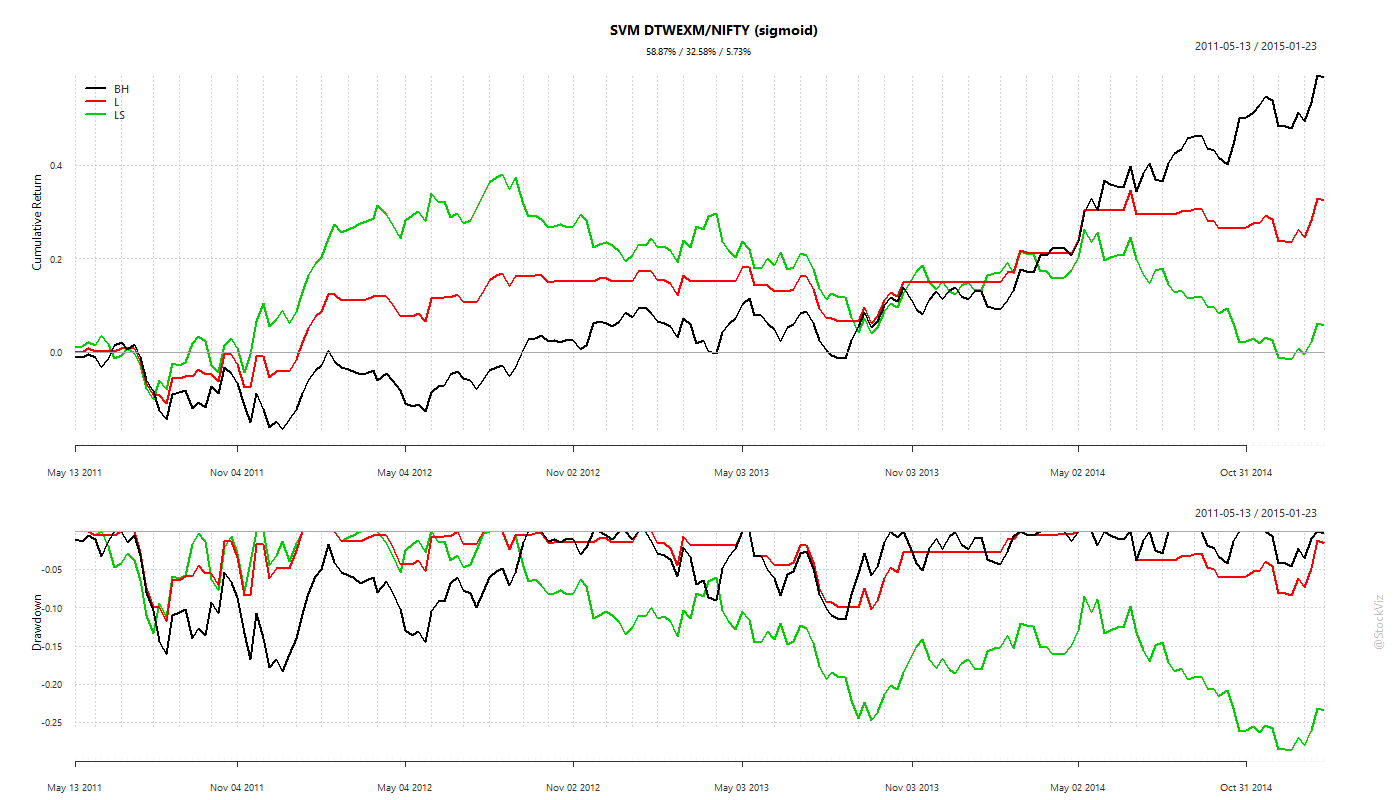 SVM DTWEXM/NIFTY (sigmoid)
58.87% / 32.58% / 5.73%
2011-05-13 / 2015-01-23
BH
L
LS
Cumulative Return
0.4
0.2
0.0
May 13 2011
Nov 04 2011
May 04 2012
Nov 02 2012
May 03 2013
Nov 03 2013
May 02 2014
Oct 31 2014
2011-05-13 / 2015-01-23
Drawdown
-0.05
-0.10
-0.15
-0.20
-0.25
May 13 2011
Nov 04 2011
May 04 2012
Nov 02 2012
May 03 2013
Nov 03 2013
May 02 2014
Oct 31 2014
@StockViz